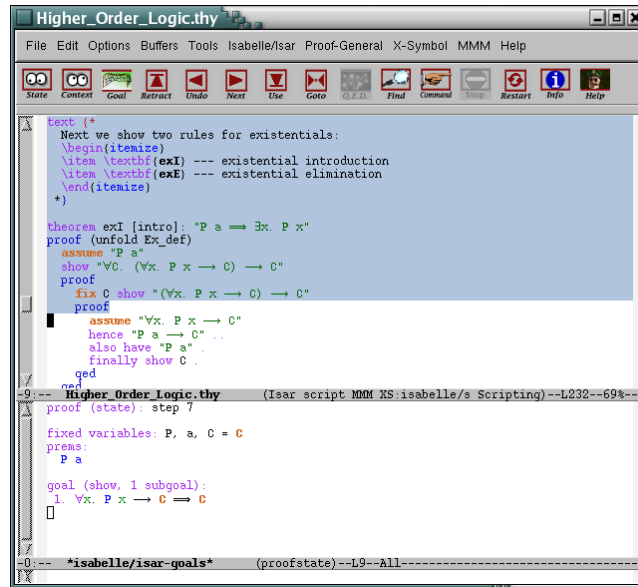 Higher_Order_Logic.thy
File Edit Options Buffers Tools Isabelle/Isar Proof-General X-Symbol MMM Help
State Context Goal Retract Undo Next Use Goto Q.E.D. Find Command Stop Restart Info Help
text {*
Next we show two rules for existentials:
\begin{itemize}
\item \textbf{exI} --- existential introduction
\item \textbf{exE} --- existential elimination
\end{itemize}
*}
theorem exI [intro]: "P a ⟹ ∃x. P x"
proof (unfold Ex_def)
assume "P a"
show "∀C. (∀x. P x ⟶ C) ⟶ C"
proof
fix C show "(∀x. P x ⟶ C) ⟶ C"
proof
assume "∀x. P x ⟶ C"
hence "P a ⟶ C" ..
also have "P a" .
finally show C .
qed
qed
-9:-- Higher_Order_Logic.thy (Isar script MMM XS:isabelle/s Scripting)--L232--69%--
proof (state): step 7
fixed variables: P, a, C = C
prems:
P a
goal (show, 1 subgoal):
1. ∀x. P x ⟶ C ⟹ C
-0:-- *isabelle/isar-goals* (proofstate)--L9--All--------------------------------